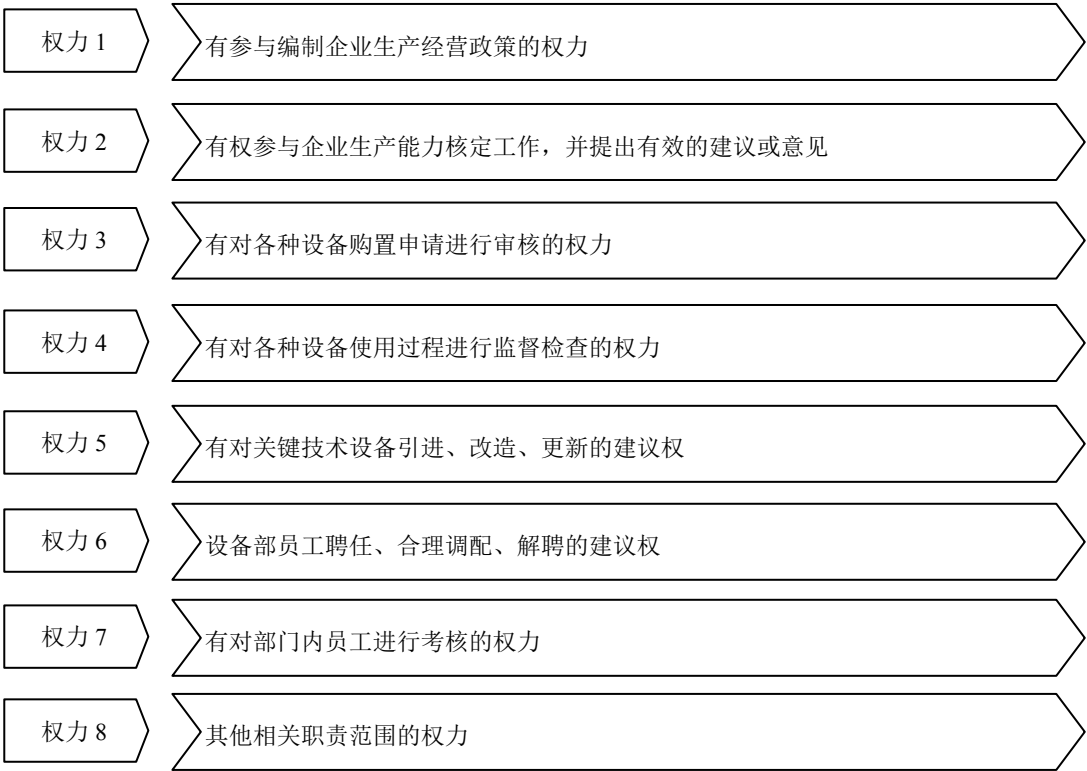 权力 1
有参与编制企业生产经营政策的权力
权力 2
有权参与企业生产能力核定工作，并提出有效的建议或意见
权力 3
有对各种设备购置申请进行审核的权力
权力 4
有对各种设备使用过程进行监督检查的权力
权力 5
有对关键技术设备引进、改造、更新的建议权
权力 6
设备部员工聘任、合理调配、解聘的建议权
权力 7
有对部门内员工进行考核的权力
权力 8
其他相关职责范围的权力